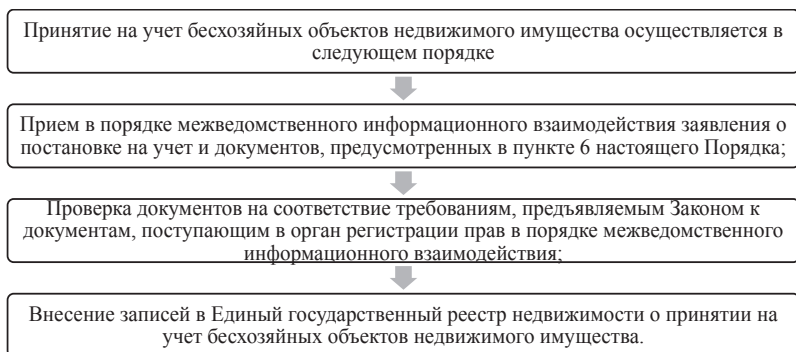 Принятие на учет бесхозяйных объектов недвижимого имущества осуществляется в
следующем порядке
Прием в порядке межведомственного информационного взаимодействия заявления о
постановке на учет и документов, предусмотренных в пункте 6 настоящего Порядка;
Проверка документов на соответствие требованиям, предъявляемым Законом к
документам, поступающим в орган регистрации прав в порядке межведомственного
информационного взаимодействия;
Внесение записей в Единый государственный реестр недвижимости о принятии на
учет бесхозяйных объектов недвижимого имущества.